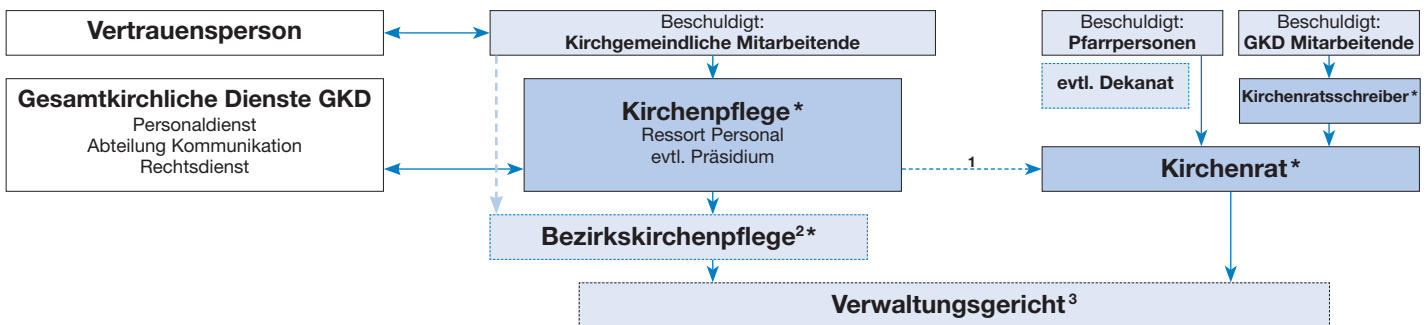 Vertrauensperson
Beschuldigt:
Kirchgemeindliche Mitarbeitende
Beschuldigt:
Pfarrpersonen
Beschuldigt:
GKD Mitarbeitende
Gesamtkirchliche Dienste GKD
Personaldienst
Abteilung Kommunikation
Rechtsdienst
Kirchenpflege*
Ressort Personal
evtl. Präsidium
evtl. Dekanat
Kirchenratsschreiber*
1
Kirchenrat*
Bezirkskirchenpflege²*
Verwaltungsgericht³